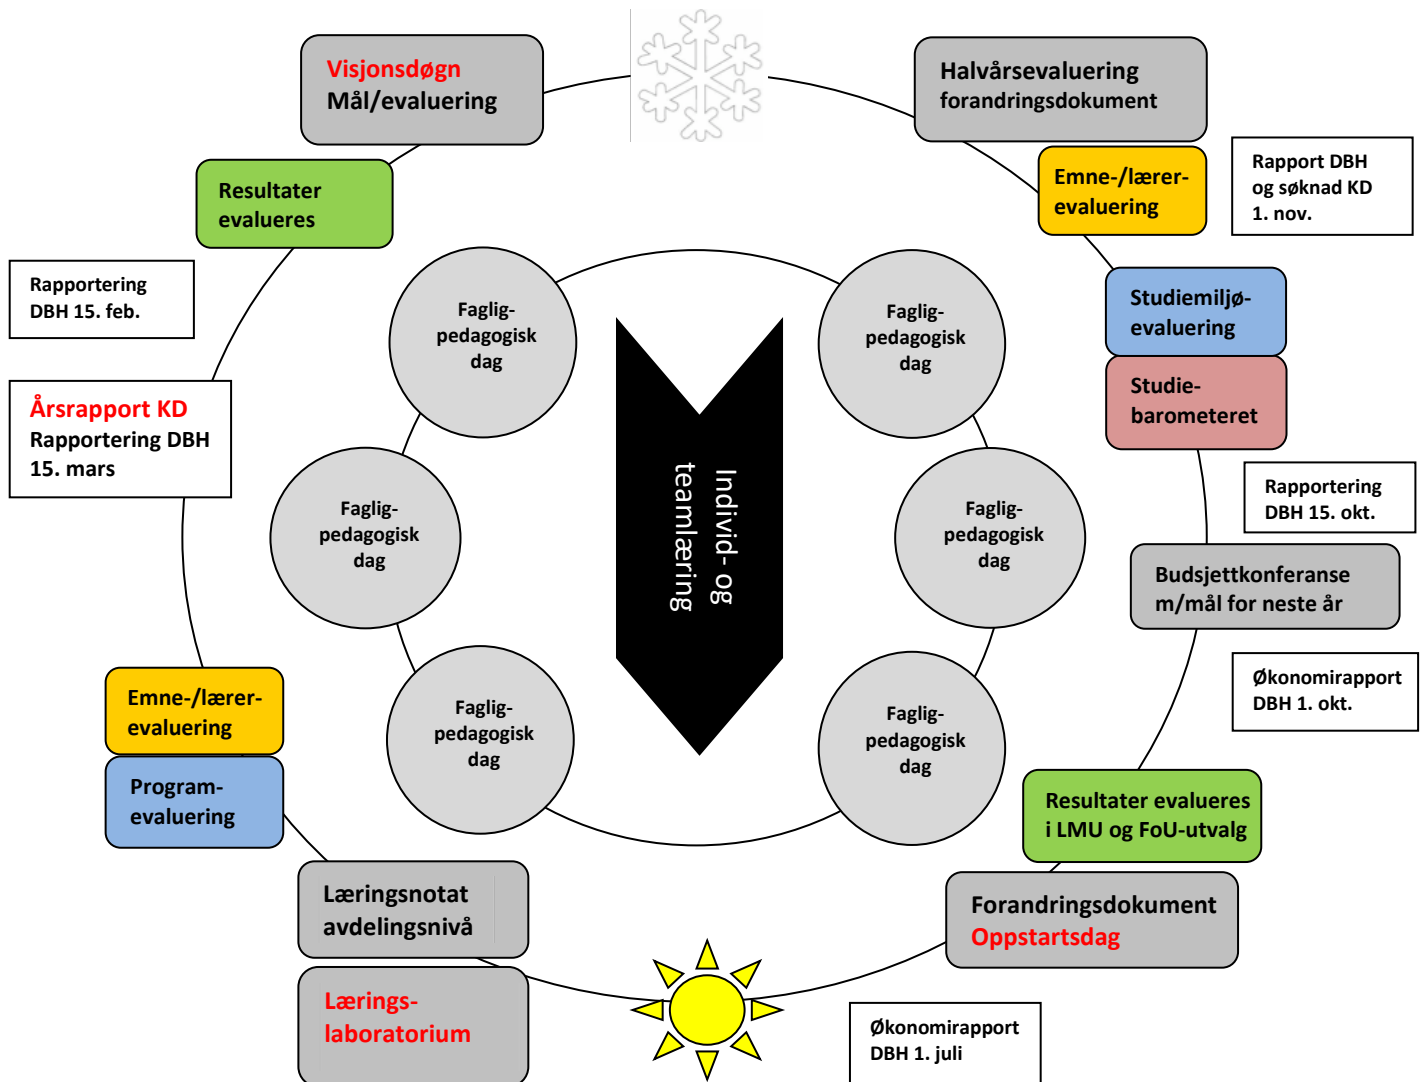 Visjonsdøgn
Mål/evaluering
Halvårsevaluering
forandringsdokument
Resultater
evalueres
Emne-/lærer-
evaluering
Rapport DBH
og søknad KD
1. nov.
Rapportering
DBH 15. feb.
Studiemiljø-
evaluering
Årsrapport KD
Rapportering DBH
15. mars
Studie-
barometeret
Rapportering
DBH 15. okt.
Budsjettkonferanse
m/mål for neste år
Økonomirapport
DBH 1. okt.
Emne-/lærer-
evaluering
Program-
evaluering
Resultater evalueres
i LMU og FoU-utvalg
Læringsnotat
avdelingsnivå
Forandringsdokument
Oppstartsdag
Lærings-
laboratorium
Økonomirapport
DBH 1. juli
Faglig-
pedagogisk
dag
Faglig-
pedagogisk
dag
Faglig-
pedagogisk
dag
Faglig-
pedagogisk
dag
Faglig-
pedagogisk
dag
Faglig-
pedagogisk
dag
Individ- og
teamlæring